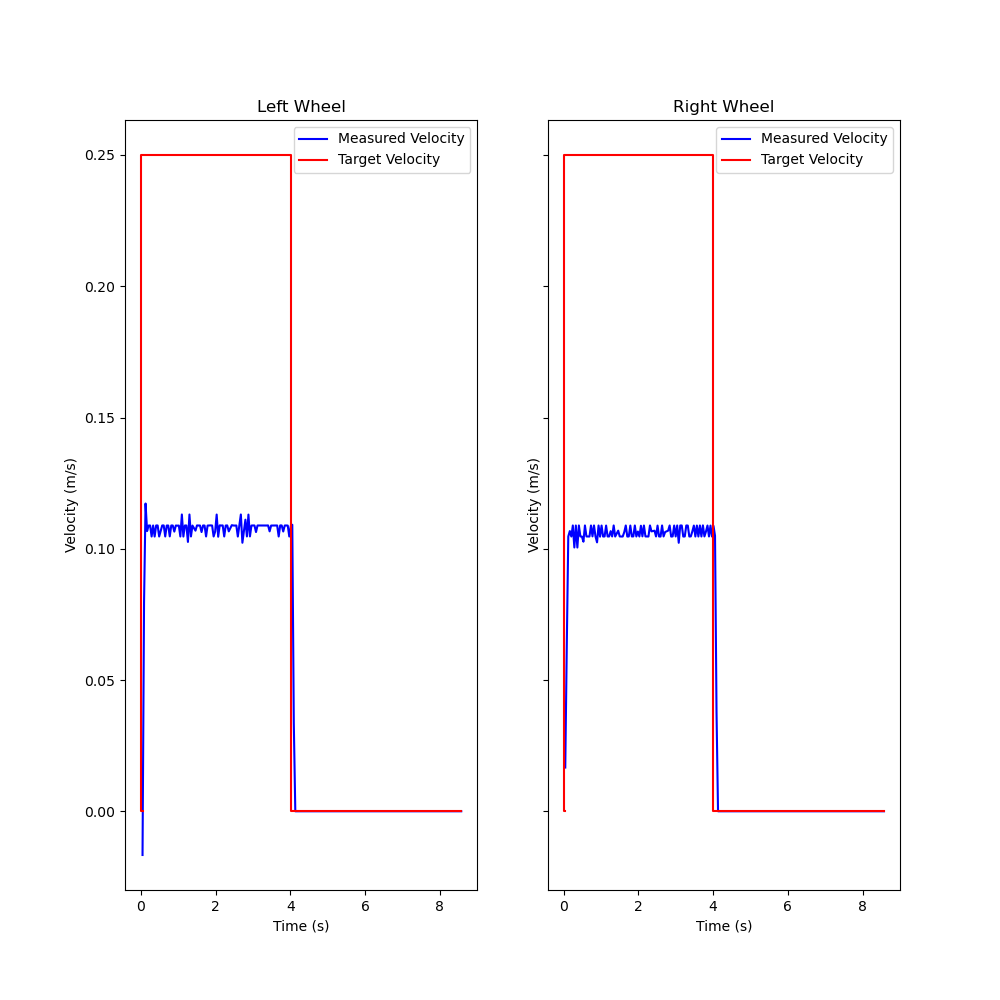 Left Wheel
Measured Velocity
Target Velocity
0.25
0.20
0.15
0.10
0.05
0.00
Velocity (m/s)
0 2 4 6 8
Time (s)
Right Wheel
Measured Velocity
Target Velocity
Velocity (m/s)
0 2 4 6 8
Time (s)